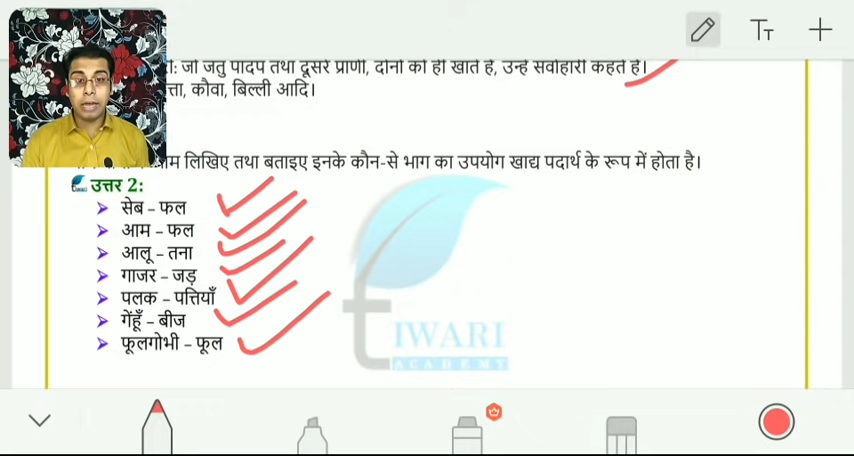 जो जंतु पादप तथा दूसरे प्राणी, दोनों को ही खाते हैं, उन्हें सर्वाहारी कहते हैं।
कौवा, बिल्ली आदि।
लिखिए तथा बताइए इनके कौन-से भाग का उपयोग खाद्य पदार्थ के रूप में होता है।
उत्तर 2:
सेब – फल
आम – फल
आलू – तना
गाजर – जड़
पलक – पत्तियाँ
गेंहूँ – बीज
फूलगोभी – फूल
TIWARI
ACADEMY
TT